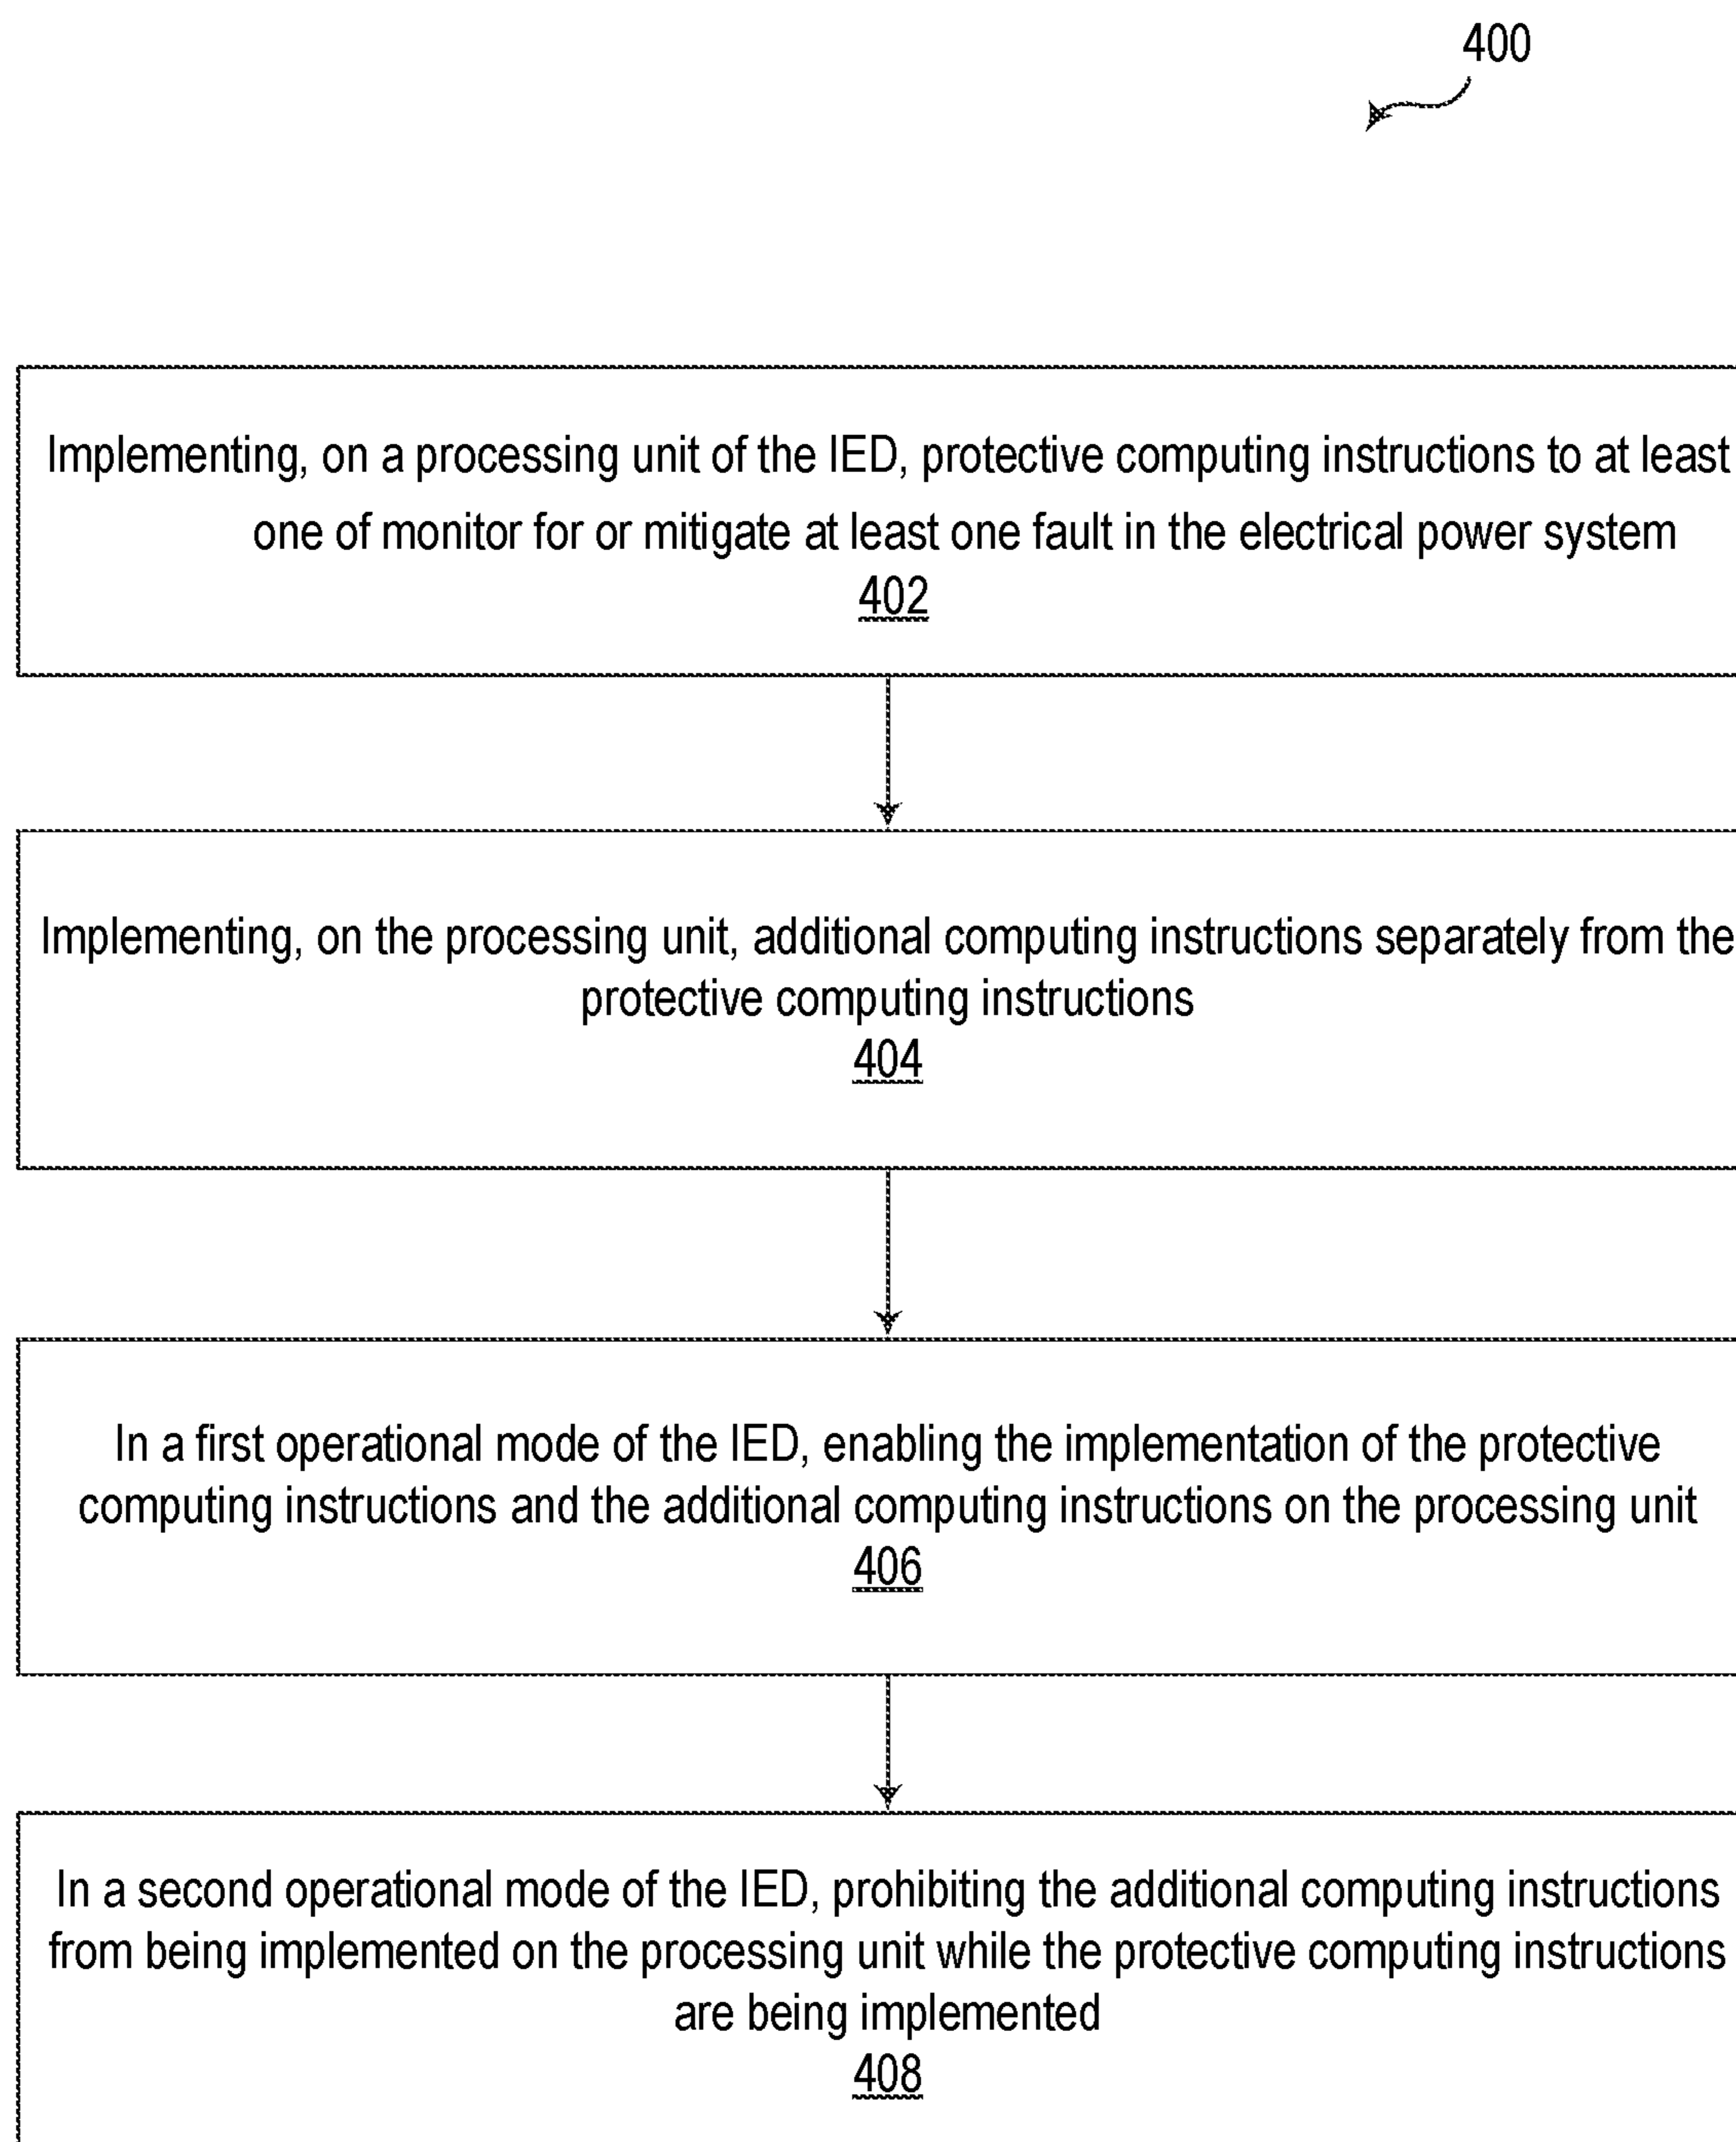 400
Implementing, on a processing unit of the IED, protective computing instructions to at least
one of monitor for or mitigate at least one fault in the electrical power system
402
Implementing, on the processing unit, additional computing instructions separately from the
protective computing instructions
404
In a first operational mode of the IED, enabling the implementation of the protective
computing instructions and the additional computing instructions on the processing unit
406
In a second operational mode of the IED, prohibiting the additional computing instructions
from being implemented on the processing unit while the protective computing instructions
are being implemented
408